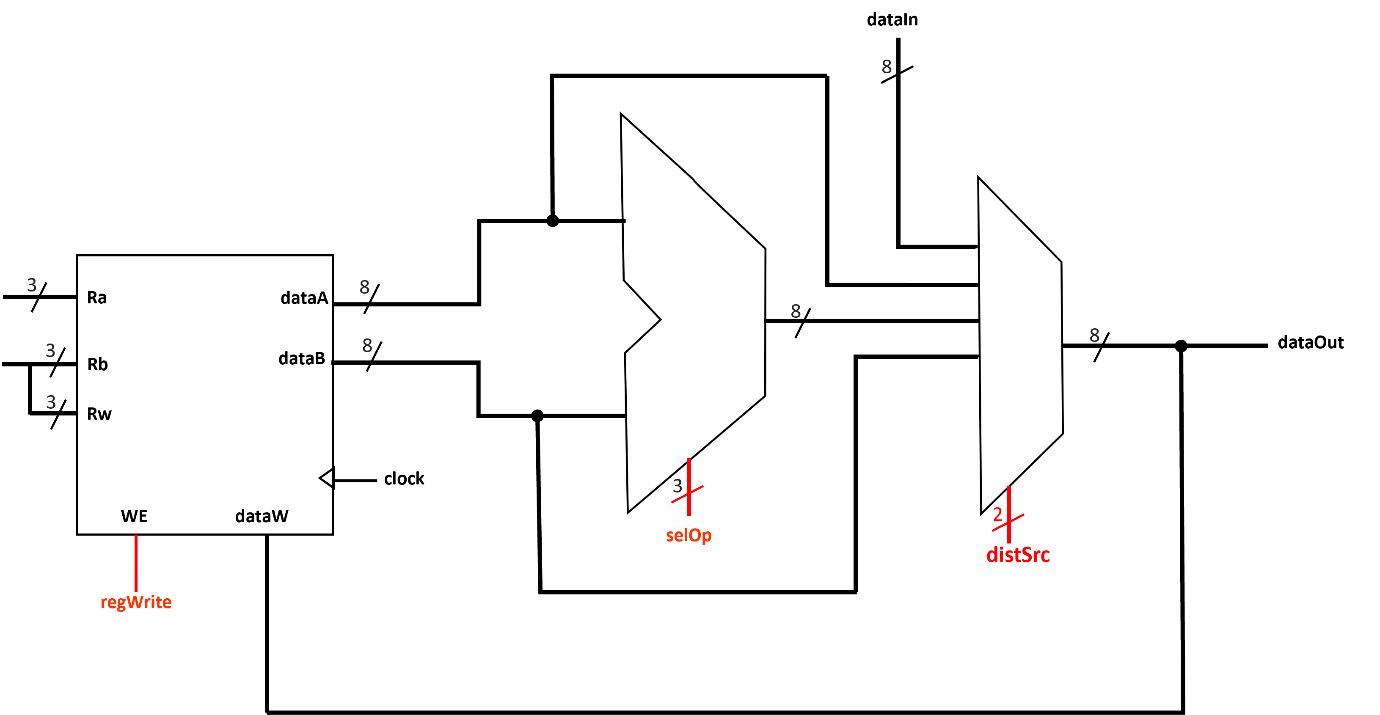 dataIn
8
3
Ra
dataA
8
3
Rb
dataB
8
3
Rw
8
8
dataOut
clock
3
selOp
2
distSrc
WE
dataW
regWrite